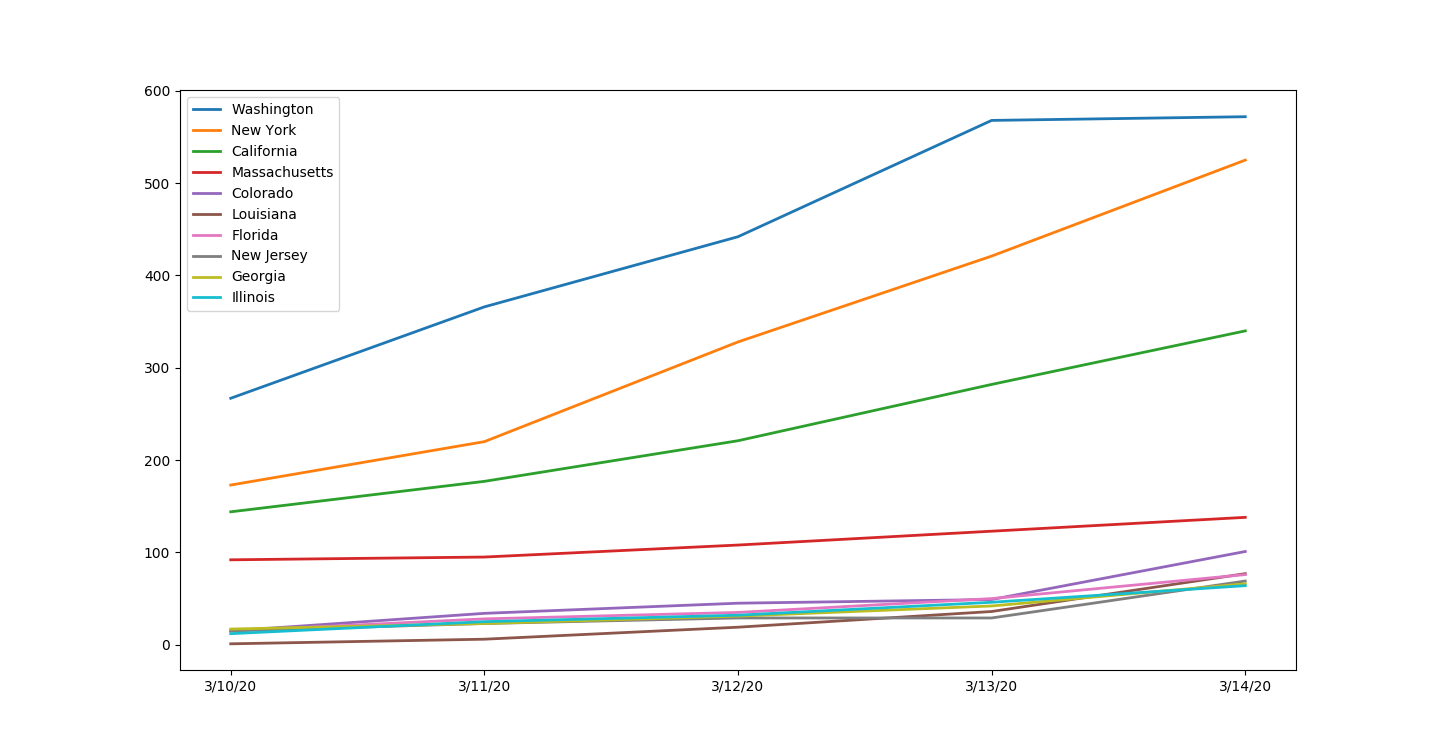 600
500
400
300
200
100
0
Washington
New York
California
Massachusetts
Colorado
Louisiana
Florida
New Jersey
Georgia
Illinois
3/10/20 3/11/20 3/12/20 3/13/20 3/14/20